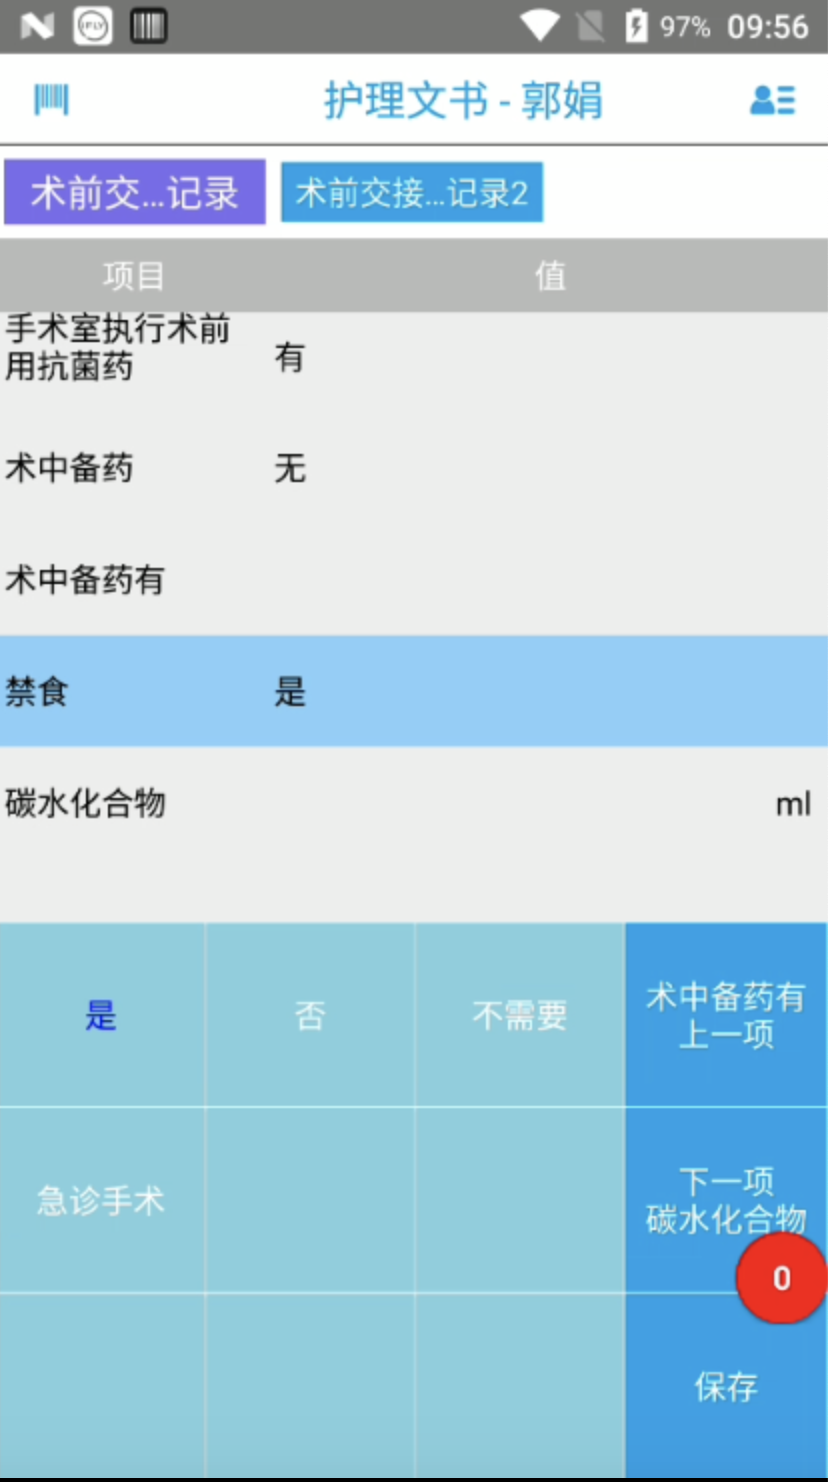 iFLY
97% 09:56
护理文书 - 郭娟
术前交...记录 术前交接...记录2
项目 值
手术室执行术前
用抗菌药 有
术中备药 无
术中备药有
禁食 是
碳水化合物 ml
是 否 不需要 术中备药有
上一项
急诊手术 下一项
碳水化合物
0
保存